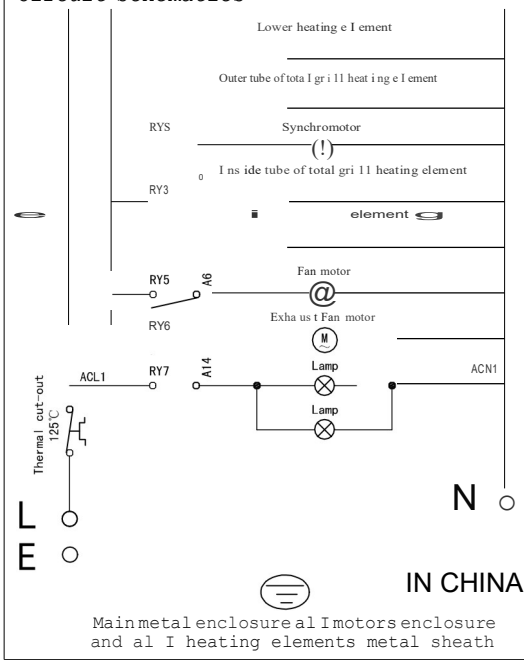 Circuit schematics
Lower heating e I ement
Outer tube of tota I gr i 11 heat i ng e I ement
RYS Synchromotor
(!)
0 I ns ide tube of total gri 11 heating element
RY3
element
RY5 A6 Fan motor
@
Exha us t Fan motor
RY6 M
~
ACL1 RY7 A14 Lamp ACN1
Lamp
Thermal cut-out
125℃
L N
E
IN CHINA
Main metal enclosure al I motors enclosure
and al I heating elements metal sheath